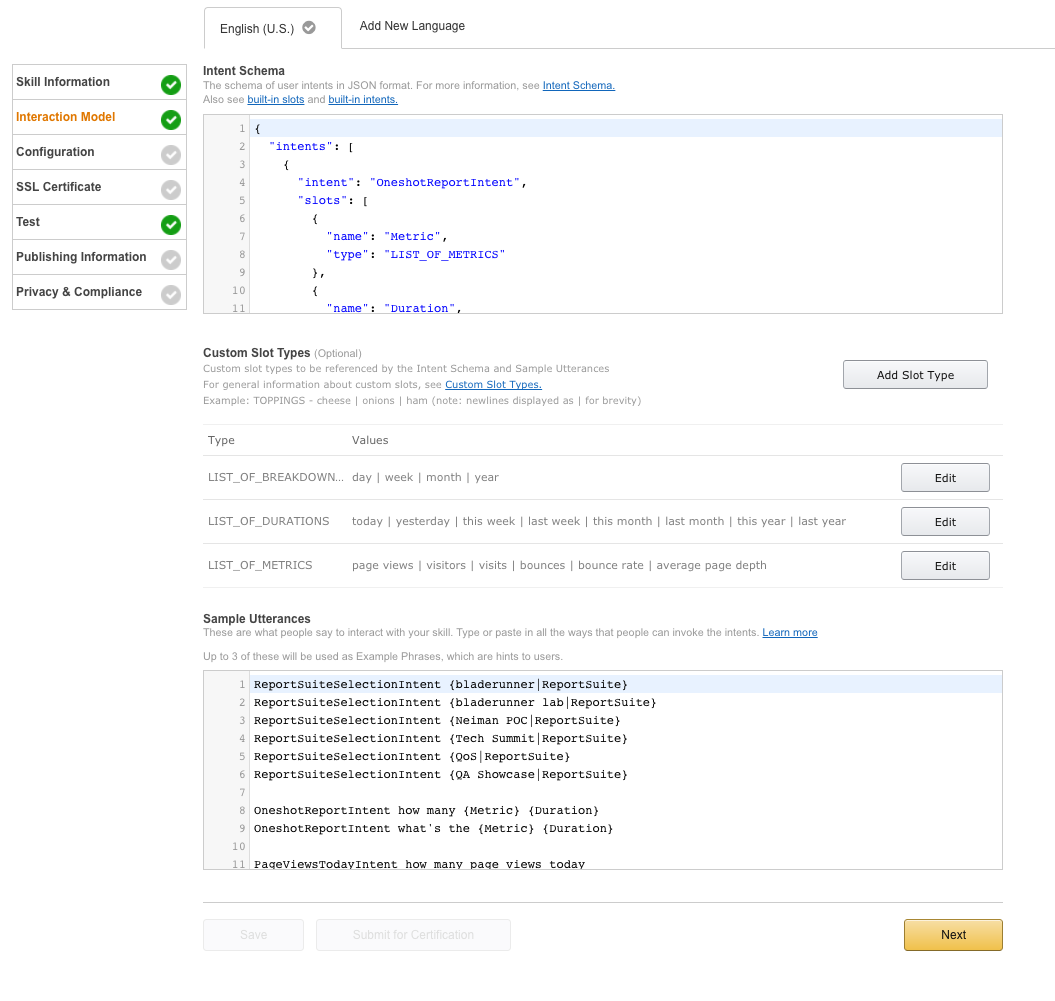 English (U.S.)
Add New Language
Skill Information
Interaction Model
Configuration
SSL Certificate
Test
Publishing Information
Privacy & Compliance
Intent Schema
The schema of user intents in JSON format. For more information, see Intent Schema.
Also see built-in slots and built-in intents.
1 {
2 "intents": [
3 {
4 "intent": "OneshotReportIntent",
5 "slots": [
6 {
7 "name": "Metric",
8 "type": "LIST_OF_METRICS"
9 },
10 {
11 "name": "Duration",
Custom Slot Types (Optional)
Custom slot types to be referenced by the Intent Schema and Sample Utterances
For general information about custom slots, see Custom Slot Types.
Example: TOPPINGS - cheese | onions | ham (note: newlines displayed as | for brevity)
Add Slot Type
Type Values
LIST_OF_BREAKDOWN... day | week | month | year Edit
LIST_OF_DURATIONS today | yesterday | this week | last week | this month | last month | this year | last year Edit
LIST_OF_METRICS page views | visitors | visits | bounces | bounce rate | average page depth Edit
Sample Utterances
These are what people say to interact with your skill. Type or paste in all the ways that people can invoke the intents. Learn more
Up to 3 of these will be used as Example Phrases, which are hints to users.
1 ReportSuiteSelectionIntent {bladerunner|ReportSuite}
2 ReportSuiteSelectionIntent {bladerunner lab|ReportSuite}
3 ReportSuiteSelectionIntent {Neiman POC|ReportSuite}
4 ReportSuiteSelectionIntent {Tech Summit|ReportSuite}
5 ReportSuiteSelectionIntent {QoS|ReportSuite}
6 ReportSuiteSelectionIntent {QA Showcase|ReportSuite}
7
8 OneshotReportIntent how many {Metric} {Duration}
9 OneshotReportIntent what's the {Metric} {Duration}
10
11 PageViewsTodayIntent how many page views today
Save
Submit for Certification
Next